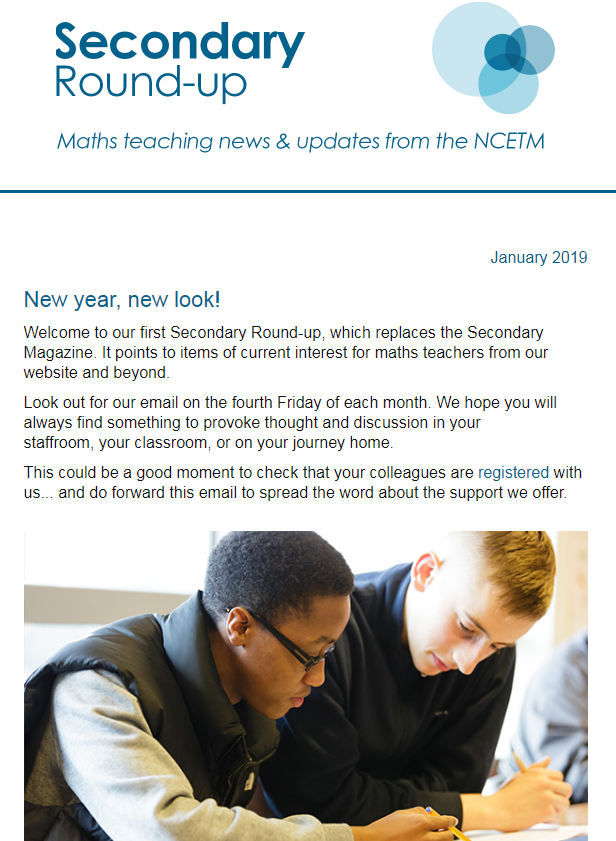 Secondary
Round-up
Maths teaching news & updates from the NCETM
January 2019
New year, new look!
Welcome to our first Secondary Round-up, which replaces the Secondary
Magazine. It points to items of current interest for maths teachers from our
website and beyond.
Look out for our email on the fourth Friday of each month. We hope you will
always find something to provoke thought and discussion in your
staffroom, your classroom, or on your journey home.
This could be a good moment to check that your colleagues are registered with
us... and do forward this email to spread the word about the support we offer.